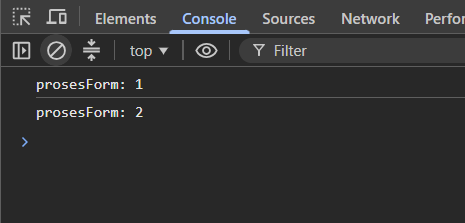 Elements Console Sources Network Perfor
top Filter
prosesForm: 1
prosesForm: 2